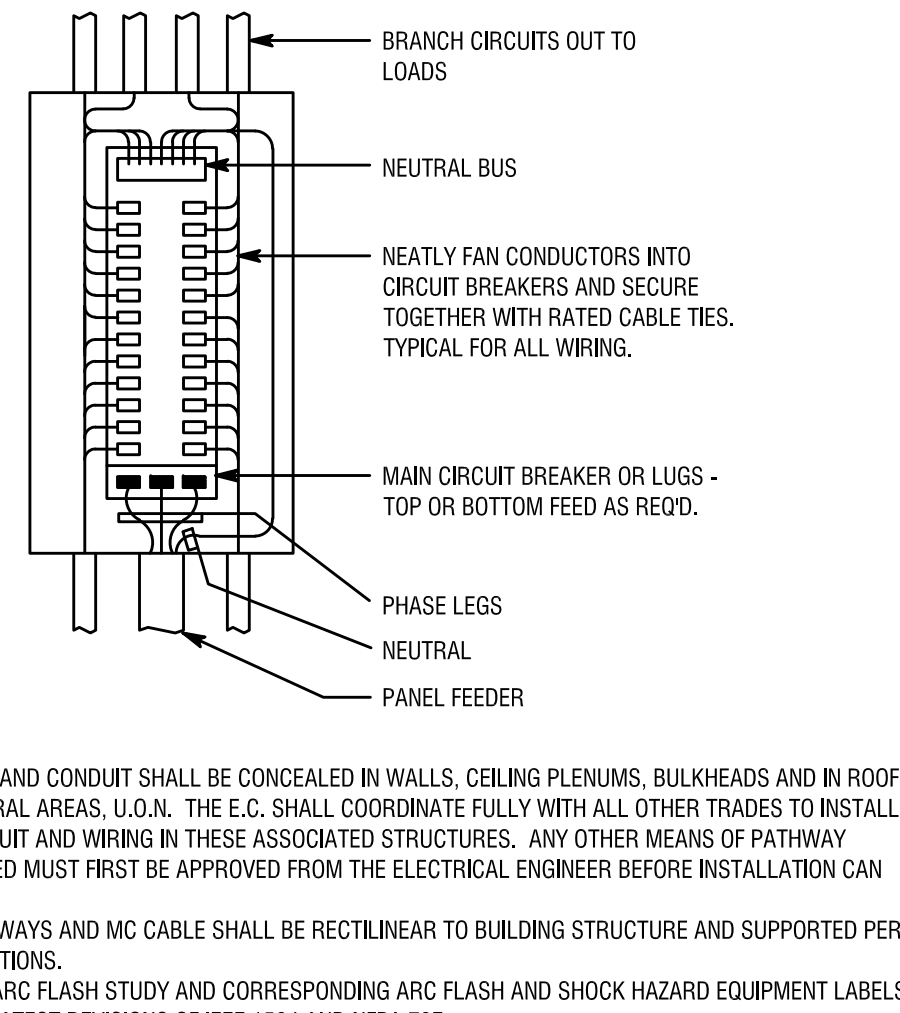 BRANCH CIRCUITS OUT TO
LOADS
NEUTRAL BUS
NEATLY FAN CONDUCTORS INTO
CIRCUIT BREAKERS AND SECURE
TOGETHER WITH RATED CABLE TIES.
TYPICAL FOR ALL WIRING.
MAIN CIRCUIT BREAKER OR LUGS -
TOP OR BOTTOM FEED AS REQ'D.
PHASE LEGS
NEUTRAL
PANEL FEEDER
AND CONDUIT SHALL BE CONCEALED IN WALLS, CEILING PLENUMS, BULKHEADS AND IN ROOF
RAL AREAS, U.O.N. THE E.C. SHALL COORDINATE FULLY WITH ALL OTHER TRADES TO INSTALL
UIT AND WIRING IN THESE ASSOCIATED STRUCTURES. ANY OTHER MEANS OF PATHWAY
ED MUST FIRST BE APPROVED FROM THE ELECTRICAL ENGINEER BEFORE INSTALLATION CAN
WAYS AND MC CABLE SHALL BE RECTILINEAR TO BUILDING STRUCTURE AND SUPPORTED PER
TIONS.
ARC FLASH STUDY AND CORRESPONDING ARC FLASH AND SHOCK HAZARD EQUIPMENT LABELS